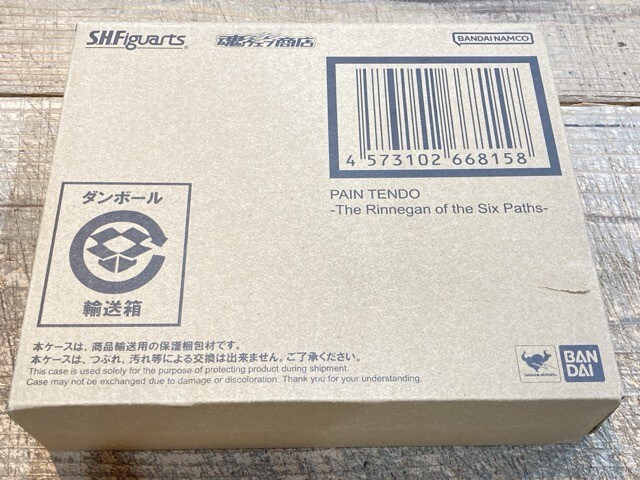 S.H.Figuarts
魂ウェブ商店
BANDAI NAMCO
4 573102 668158
PAIN TENDO
-The Rinnegan of the Six Paths-
ダンボール
輸送箱
本ケースは、商品輸送用の保護梱包材です。
本ケースは、つぶれ、汚れ等による交換は出来ません。ご了承ください。
This case is used solely for the purpose of protecting product during shipment.
Case may not be exchanged due to damage or discoloration. Thank you for your understanding.
BAN
DAI